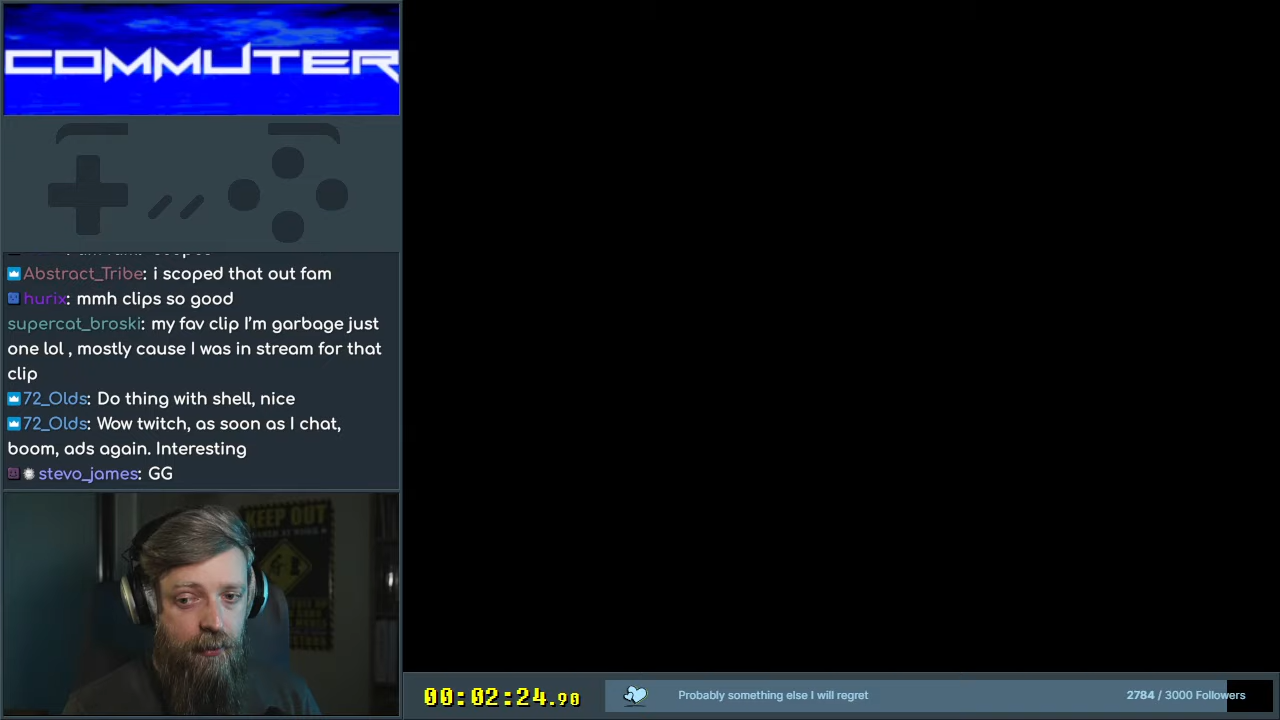 COMMUTER
Abstract_Tribe: i scoped that out fam
hurix: mmh clips so good
supercat_broski: my fav clip I'm garbage just
one lol , mostly cause I was in stream for that
clip
72_Olds: Do thing with shell, nice
72_Olds: Wow twitch, as soon as I chat,
boom, ads again. Interesting
stevo_james: GG
KEEP OUT
00:02:24.90
Probably something else I will regret
2784 / 3000 Followers